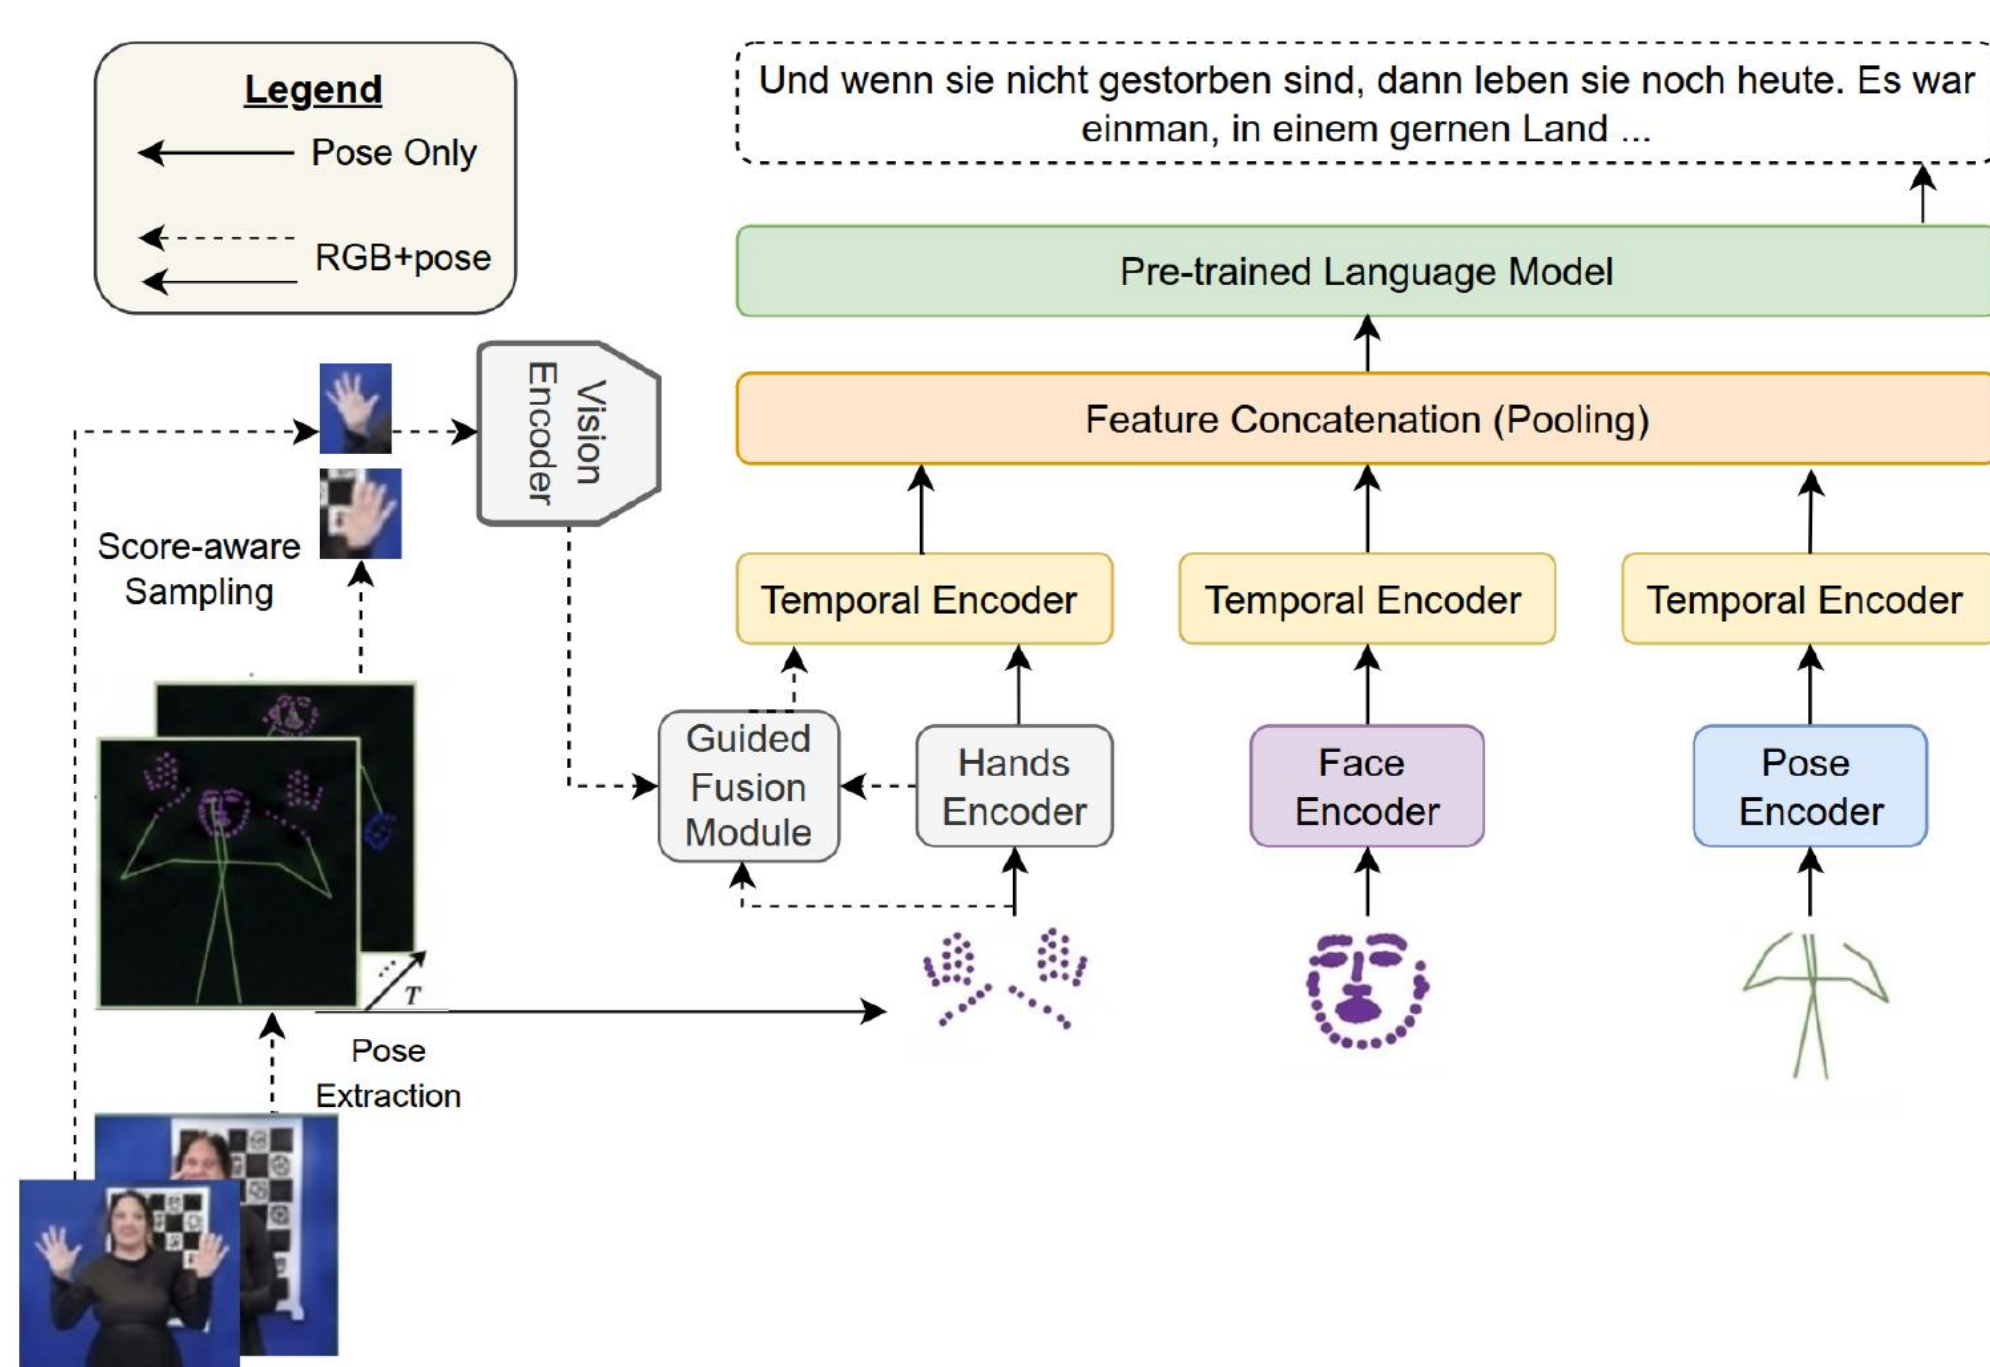 Legend
Pose Only
RGB+pose
Und wenn sie nicht gestorben sind, dann leben sie noch heute. Es war
einman, in einem gernen Land ...
Pre-trained Language Model
Feature Concatenation (Pooling)
Vision
Encoder
Score-aware
Sampling
Temporal Encoder
Temporal Encoder
Temporal Encoder
Guided
Fusion
Module
Hands
Encoder
Face
Encoder
Pose
Encoder
... T
Pose
Extraction